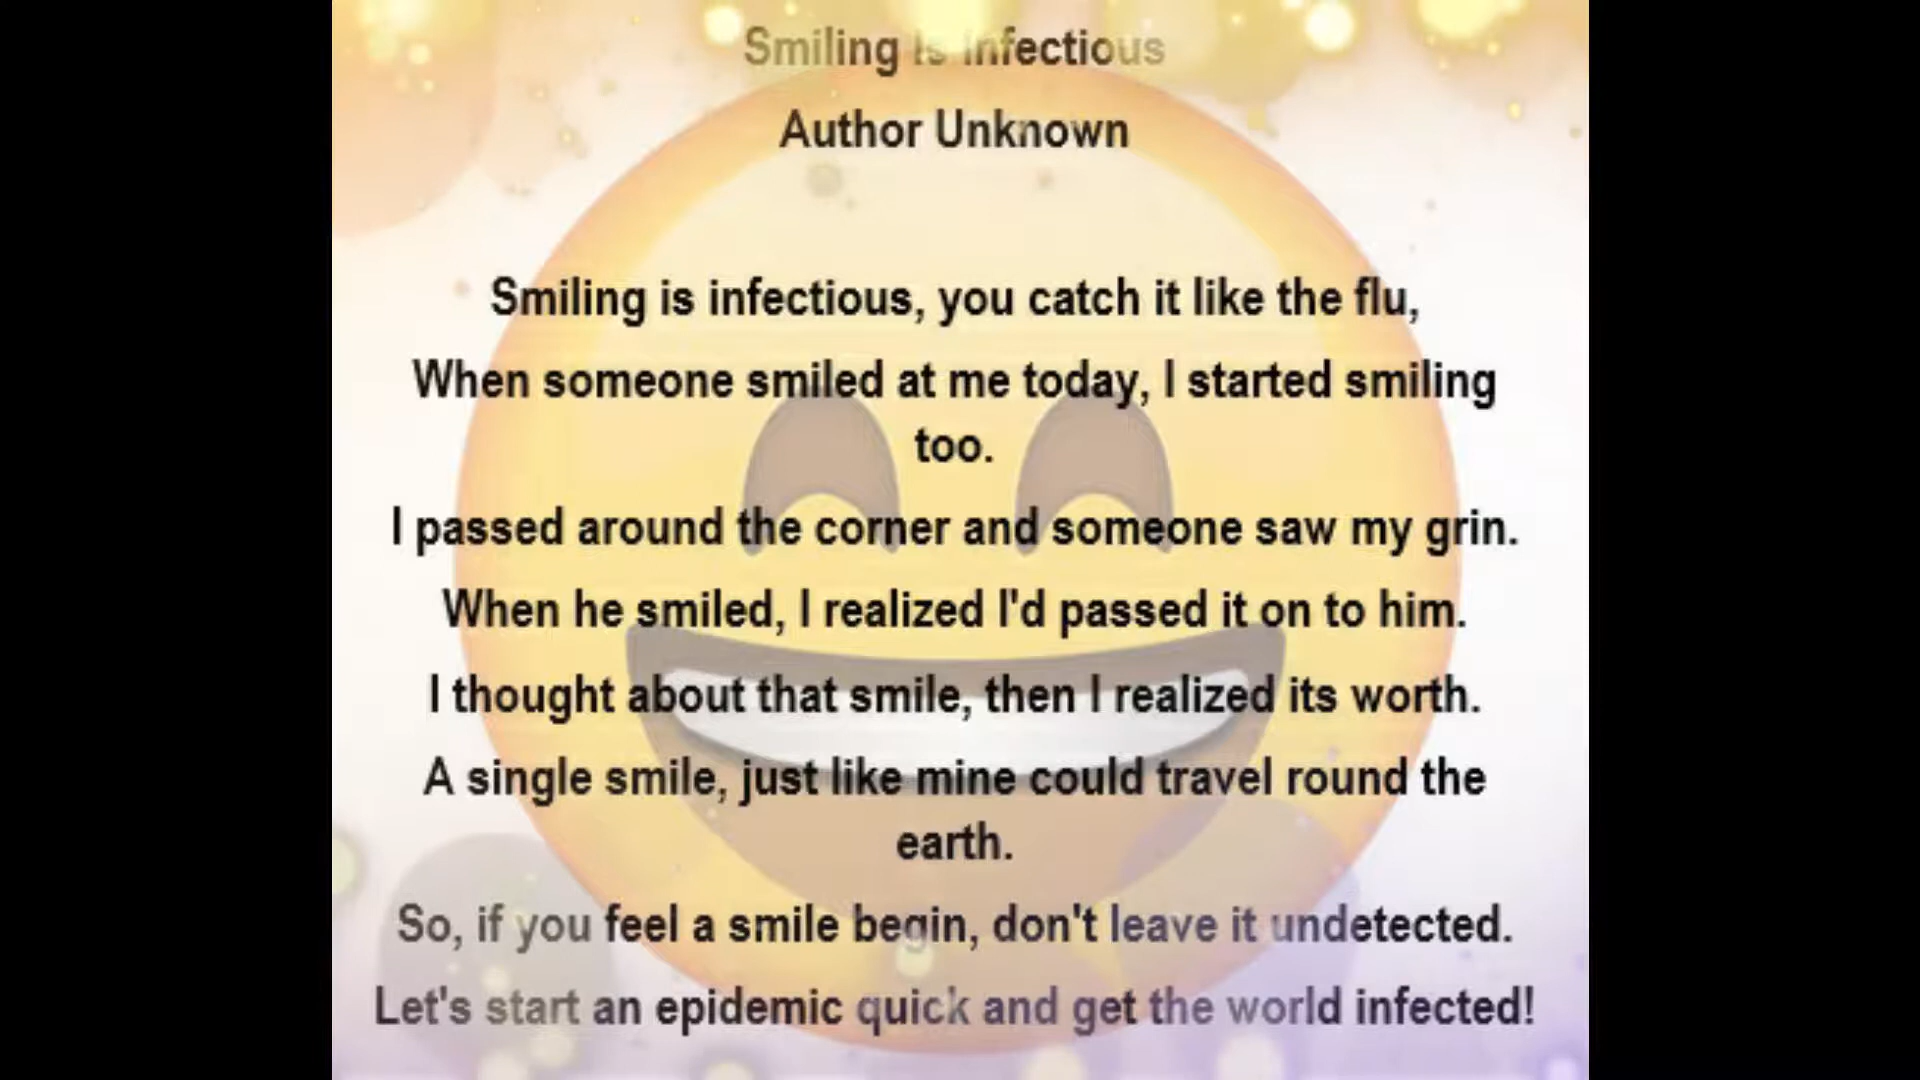 Smiling Is Infectious
Author Unknown
Smiling is infectious, you catch it like the flu,
When someone smiled at me today, I started smiling
too.
I passed around the corner and someone saw my grin.
When he smiled, I realized I'd passed it on to him.
I thought about that smile, then I realized its worth.
A single smile, just like mine could travel round the
earth.
So, if you feel a smile begin, don't leave it undetected.
Let's start an epidemic quick and get the world infected!